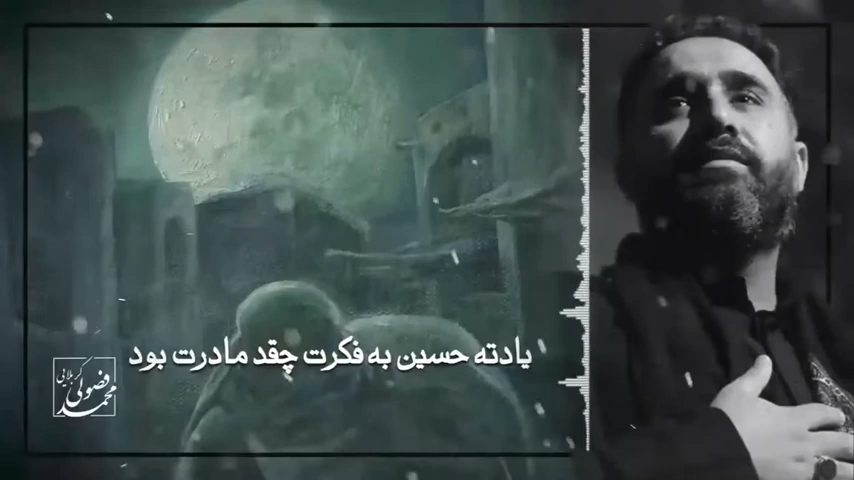 یادته حسین به فکرت چقد مادرت بود
کربلایی
محمد فضولی